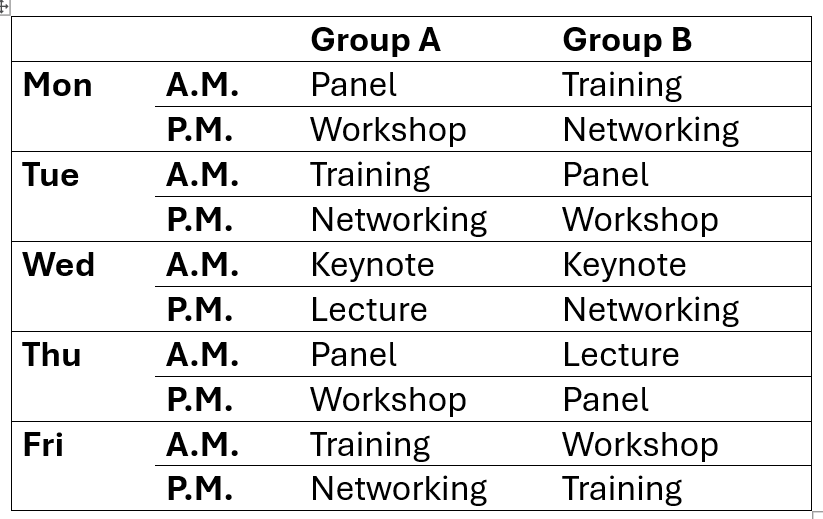 Group A Group B
Mon A.M. Panel Training
P.M. Workshop Networking
Tue A.M. Training Panel
P.M. Networking Workshop
Wed A.M. Keynote Keynote
P.M. Lecture Networking
Thu A.M. Panel Lecture
P.M. Workshop Panel
Fri A.M. Training Workshop
P.M. Networking Training